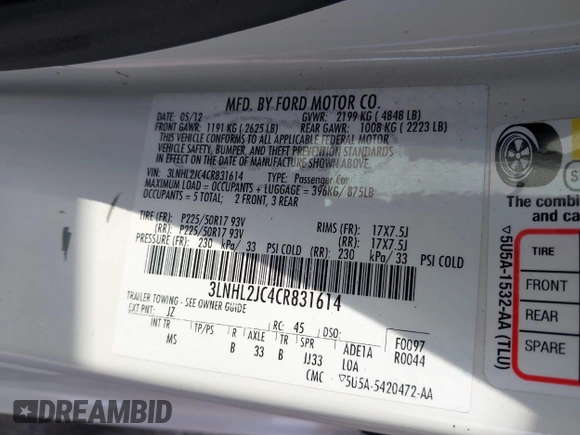 MFD. BY FORD MOTOR CO.
DATE: 05/12 GVWR: 2199 KG ( 4848 LB)
FRONT GAWR: 1191 KG ( 2625 LB) REAR GAWR: 1008 KG ( 2223 LB)
THIS VEHICLE CONFORMS TO ALL APPLICABLE FEDERAL MOTOR
VEHICLE SAFETY, BUMPER, AND THEFT PREVENTION STANDARDS
IN EFFECT ON THE DATE OF MANUFACTURE SHOWN ABOVE.
VIN: 3LNHL2JC4CR831614 TYPE: Passenger Car
MAXIMUM LOAD = OCCUPANTS + LUGGAGE = 396KG/ 875LB
OCCUPANTS = 5 TOTAL: 2 FRONT, 3 REAR
TIRE (FR): P225/50R17 93V RIMS (FR): 17X7.5J
(RR): P225/50R17 93V (RR): 17X7.5J
PRESSURE (FR): 230 kPa/ 33 PSI COLD (RR): 230 kPa/ 33 PSI COLD
3LNHL2JC4CR831614
TRAILER TOWING - SEE OWNER GUIDE
EXT PNT: JZ RC: 45 DSO: F0097
INT TR TP/PS R AXLE TR SPR ADE1A R0044
MS B 33 B JJ33 LOA
CMC ▽5U5A-5420472-AA
The combin
and ca
TIRE
FRONT
REAR
SPARE
▽5U5A-1532-AA (TLU)
DREAMBID